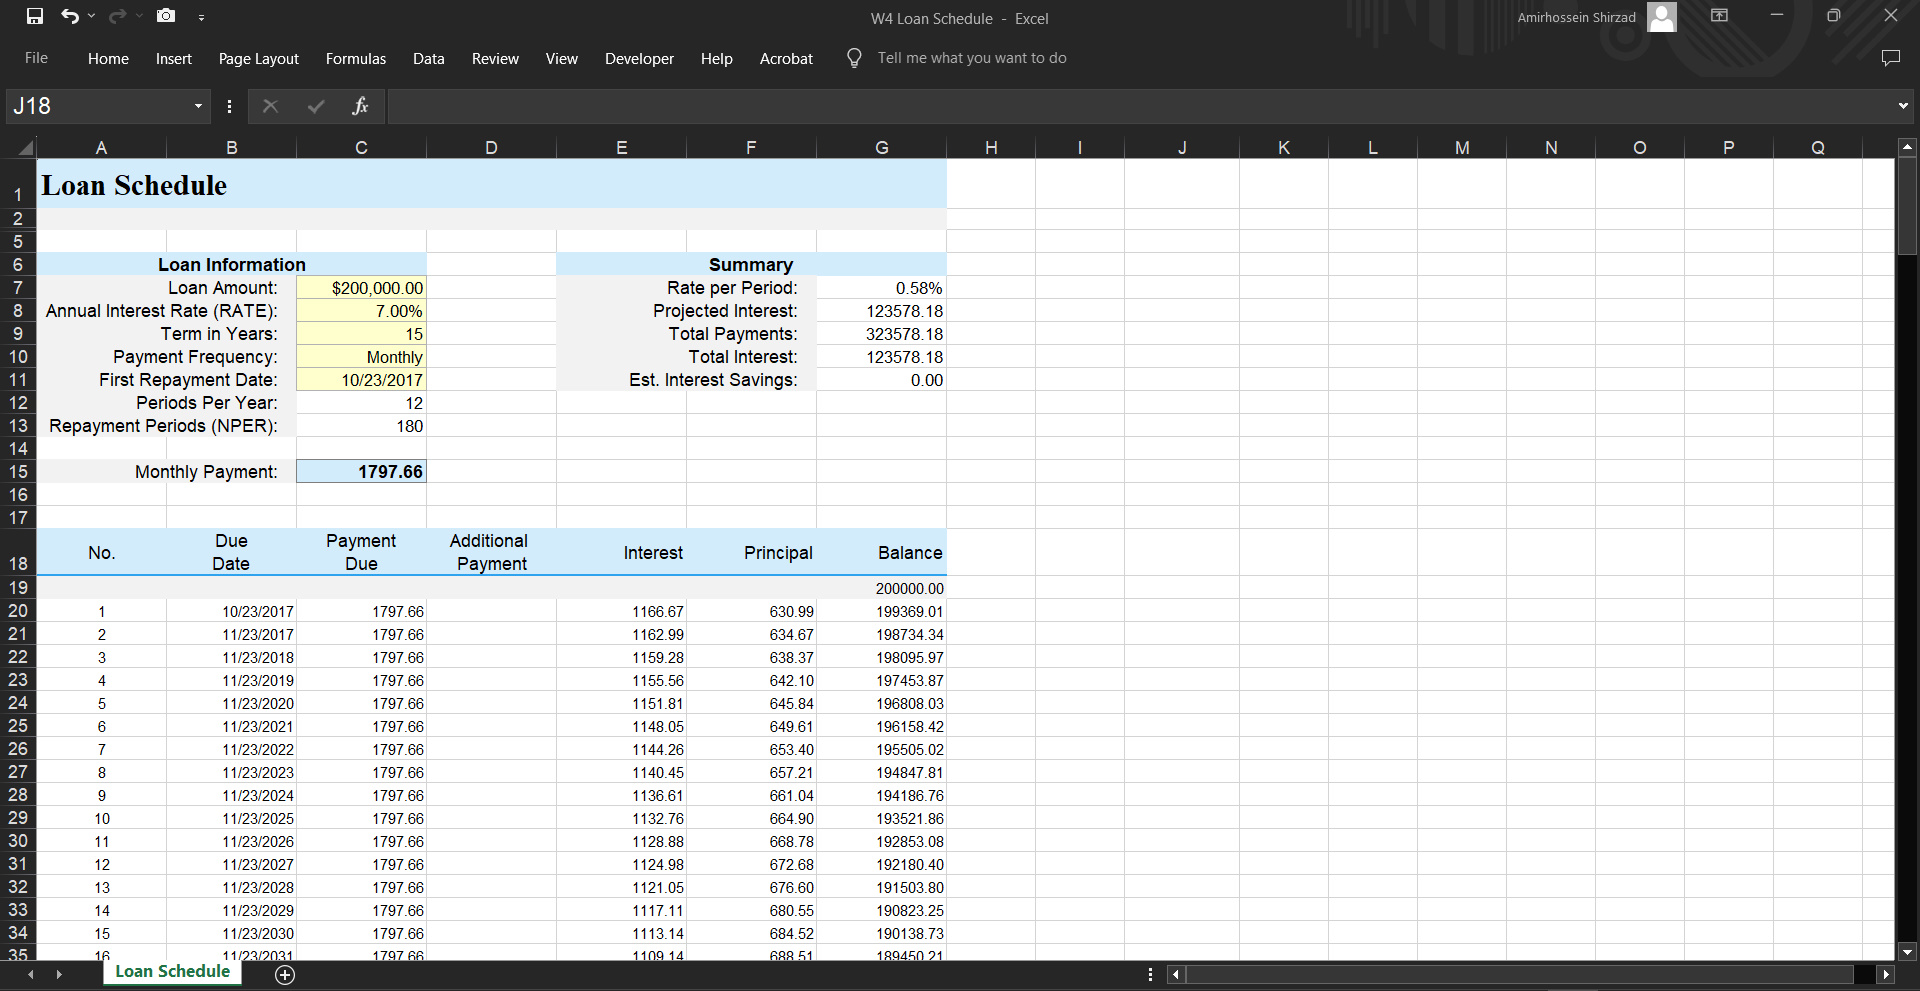 W4 Loan Schedule - Excel
Amirhossein Shirzad
File Home Insert Page Layout Formulas Data Review View Developer Help Acrobat Tell me what you want to do
J18 fx
A B C D E F G H I J K L M N O P Q
1 Loan Schedule
2
5
6 Loan Information Summary
7 Loan Amount: $200,000.00 Rate per Period: 0.58%
8 Annual Interest Rate (RATE): 7.00% Projected Interest: 123578.18
9 Term in Years: 15 Total Payments: 323578.18
10 Payment Frequency: Monthly Total Interest: 123578.18
11 First Repayment Date: 10/23/2017 Est. Interest Savings: 0.00
12 Periods Per Year: 12
13 Repayment Periods (NPER): 180
14
15 Monthly Payment: 1797.66
16
17
18 No. Due Date Payment Due Additional Payment Interest Principal Balance
19 200000.00
20 1 10/23/2017 1797.66 1166.67 630.99 199369.01
21 2 11/23/2017 1797.66 1162.99 634.67 198734.34
22 3 11/23/2018 1797.66 1159.28 638.37 198095.97
23 4 11/23/2019 1797.66 1155.56 642.10 197453.87
24 5 11/23/2020 1797.66 1151.81 645.84 196808.03
25 6 11/23/2021 1797.66 1148.05 649.61 196158.42
26 7 11/23/2022 1797.66 1144.26 653.40 195505.02
27 8 11/23/2023 1797.66 1140.45 657.21 194847.81
28 9 11/23/2024 1797.66 1136.61 661.04 194186.76
29 10 11/23/2025 1797.66 1132.76 664.90 193521.86
30 11 11/23/2026 1797.66 1128.88 668.78 192853.08
31 12 11/23/2027 1797.66 1124.98 672.68 192180.40
32 13 11/23/2028 1797.66 1121.05 676.60 191503.80
33 14 11/23/2029 1797.66 1117.11 680.55 190823.25
34 15 11/23/2030 1797.66 1113.14 684.52 190138.73
35 16 11/23/2031 1797.66 1109.14 688.51 189450.21
Loan Schedule